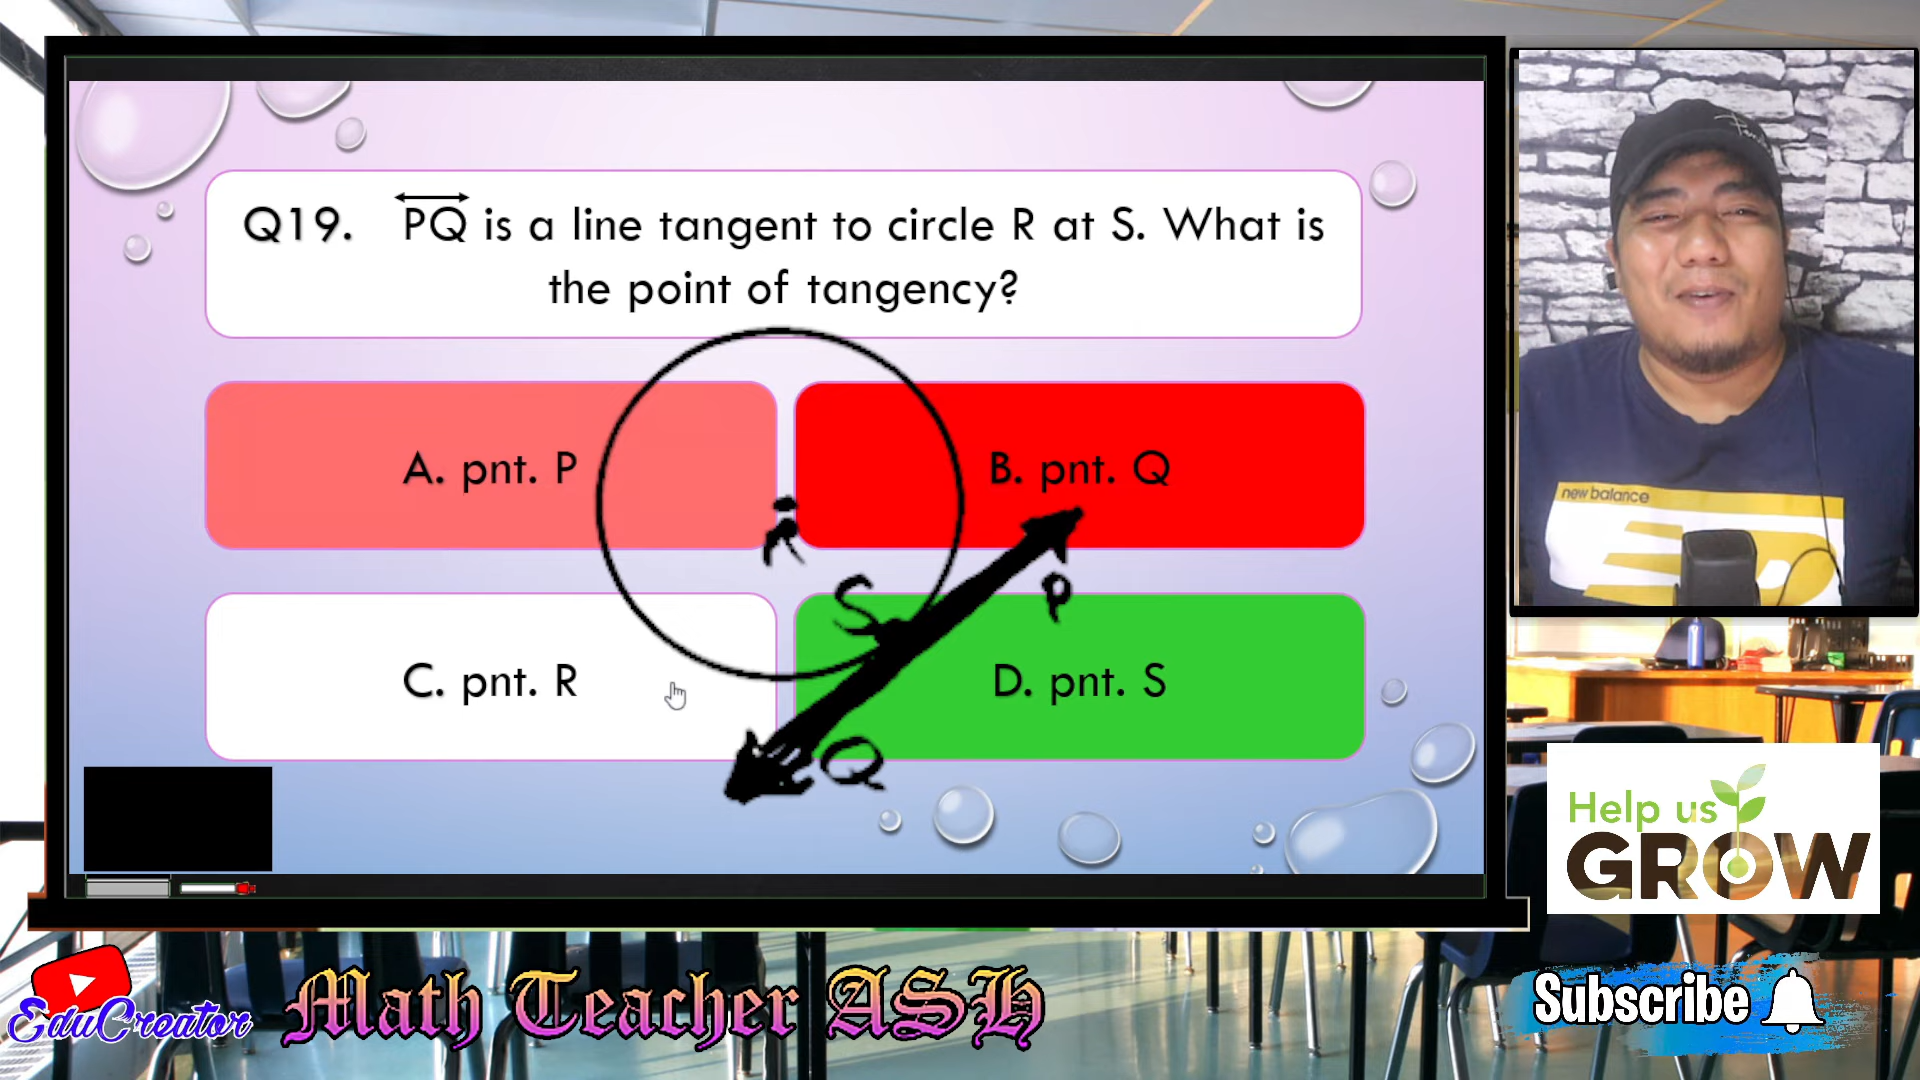 Q19. PQ is a line tangent to circle R at S. What is
the point of tangency?
A. pnt. P
B. pnt. Q
R
S
P
C. pnt. R
D. pnt. S
Q
new balance
Help us
GROW
EduCreator
Math Teacher ASH
Subscribe